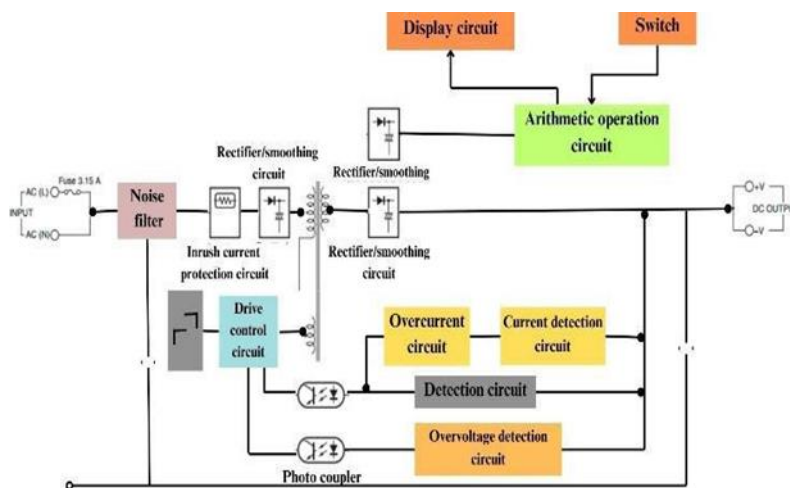 Display circuit
Switch
Arithmetic operation
circuit
Rectifier/smoothing
circuit
Rectifier/smoothing
Fuse 3.15 A
AC (L)
INPUT
AC (N)
Noise
filter
+V
DC OUTP
-V
Inrush current
protection circuit
Rectifier/smoothing
circuit
Drive
control
circuit
Overcurrent
circuit
Current detection
circuit
Detection circuit
Overvoltage detection
circuit
Photo coupler